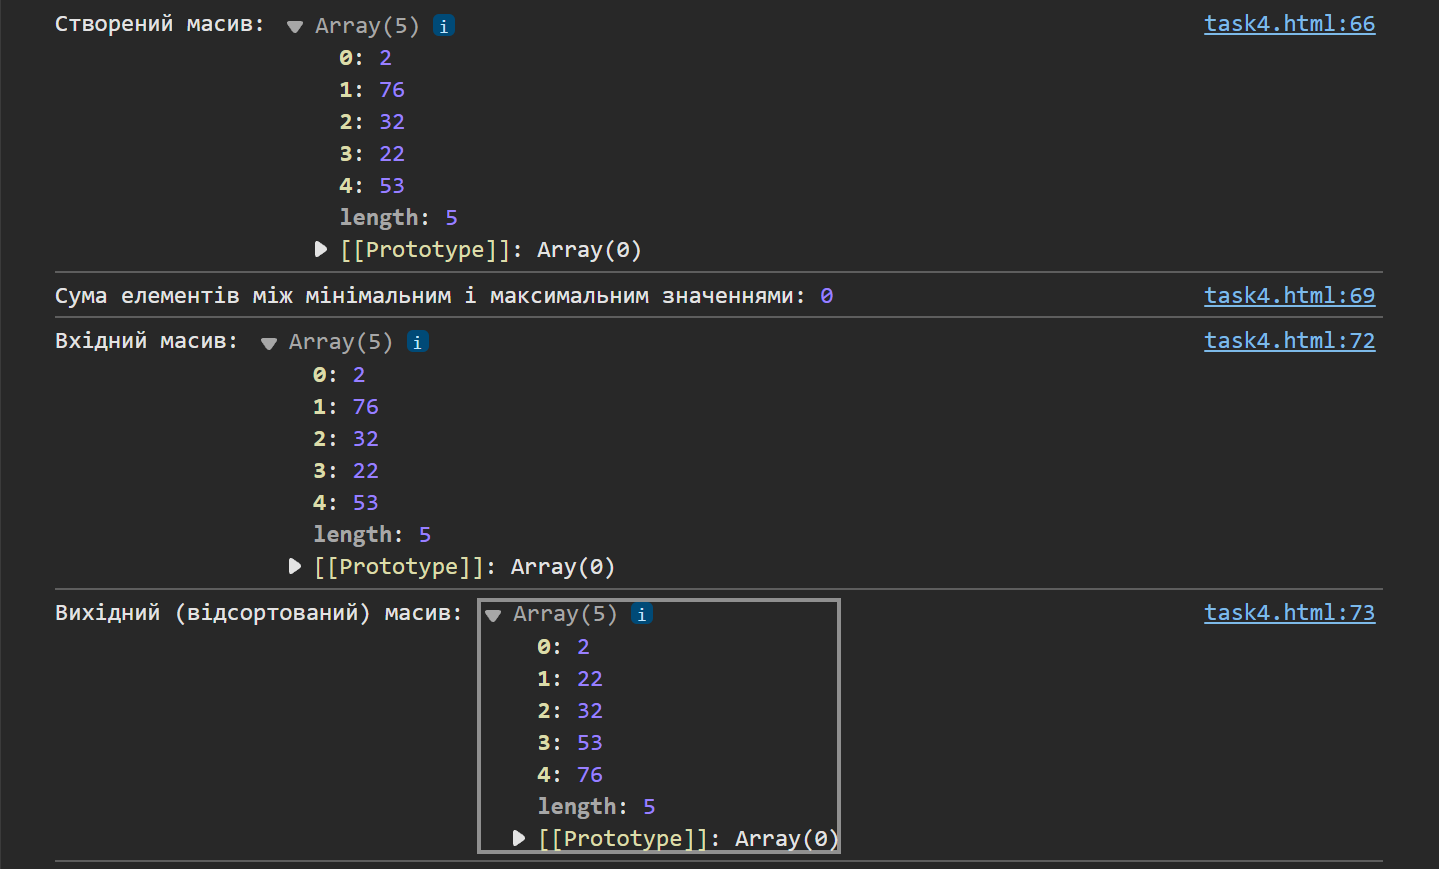 Створений масив: ▼ Array(5) i task4.html:66
0: 2
1: 76
2: 32
3: 22
4: 53
length: 5
▶ [[Prototype]]: Array(0)
Сума елементів між мінімальним і максимальним значеннями: 0 task4.html:69
Вхідний масив: ▼ Array(5) i task4.html:72
0: 2
1: 76
2: 32
3: 22
4: 53
length: 5
▶ [[Prototype]]: Array(0)
Вихідний (відсортований) масив: ▼ Array(5) i task4.html:73
0: 2
1: 22
2: 32
3: 53
4: 76
length: 5
▶ [[Prototype]]: Array(0)